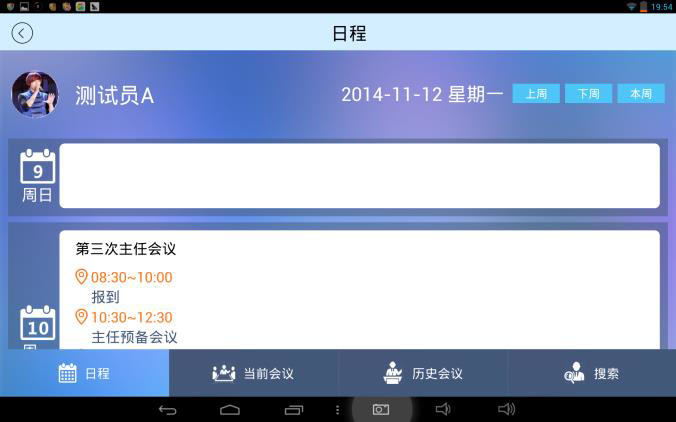 19:54
日程
测试员A
2014-11-12 星期一
上周
下周
本周
9
周日
第三次主任会议
08:30~10:00
报到
10:30~12:30
主任预备会议
10
日程
当前会议
历史会议
搜索